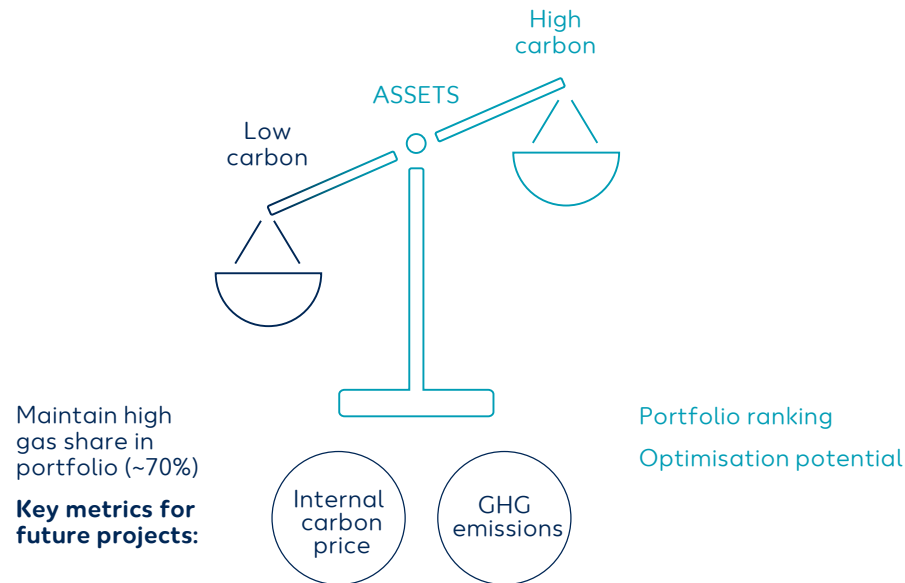 High
carbon
ASSETS
Low
carbon
Maintain high
gas share in
portfolio (~70%)
Key metrics for
future projects:
Internal
carbon
price
GHG
emissions
Portfolio ranking
Optimisation potential